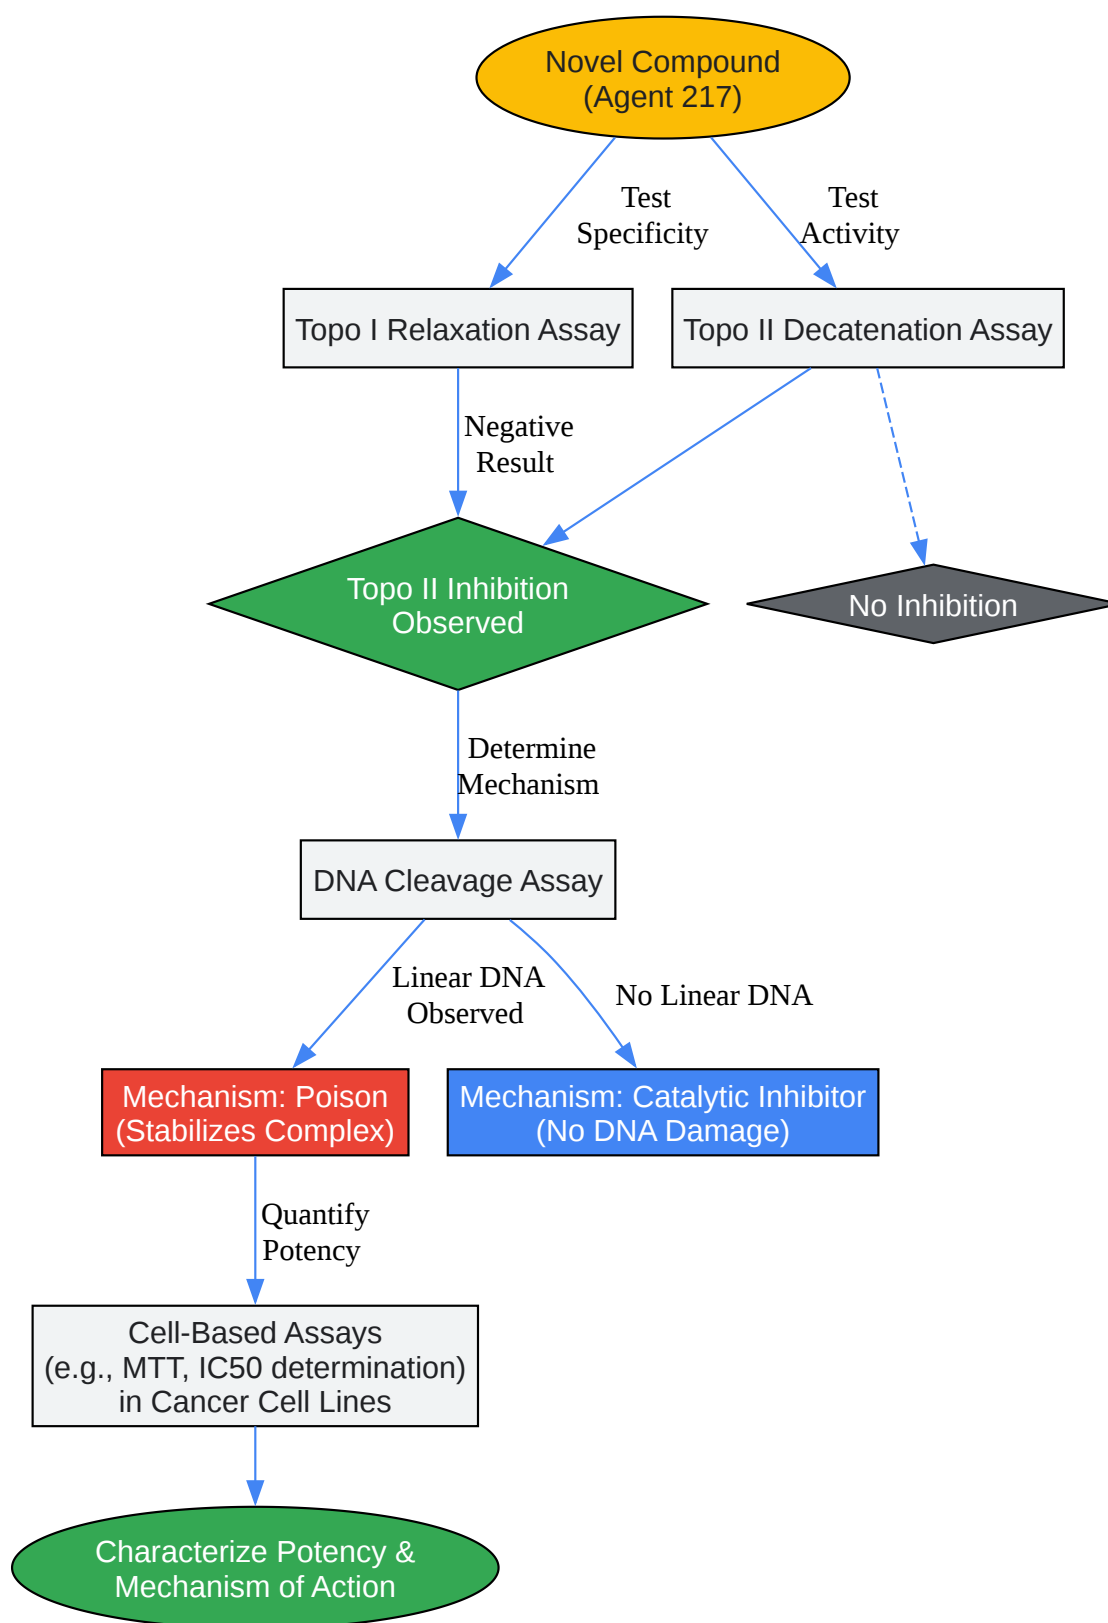 Novel Compound
(Agent 217)
Test
Specificity
Test
Activity
Topo I Relaxation Assay
Topo II Decatenation Assay
Negative
Result
Topo II Inhibition
Observed
No Inhibition
Determine
Mechanism
DNA Cleavage Assay
Linear DNA
Observed
No Linear DNA
Mechanism: Poison
(Stabilizes Complex)
Mechanism: Catalytic Inhibitor
(No DNA Damage)
Quantify
Potency
Cell-Based Assays
(e.g., MTT, IC50 determination)
in Cancer Cell Lines
Characterize Potency &
Mechanism of Action